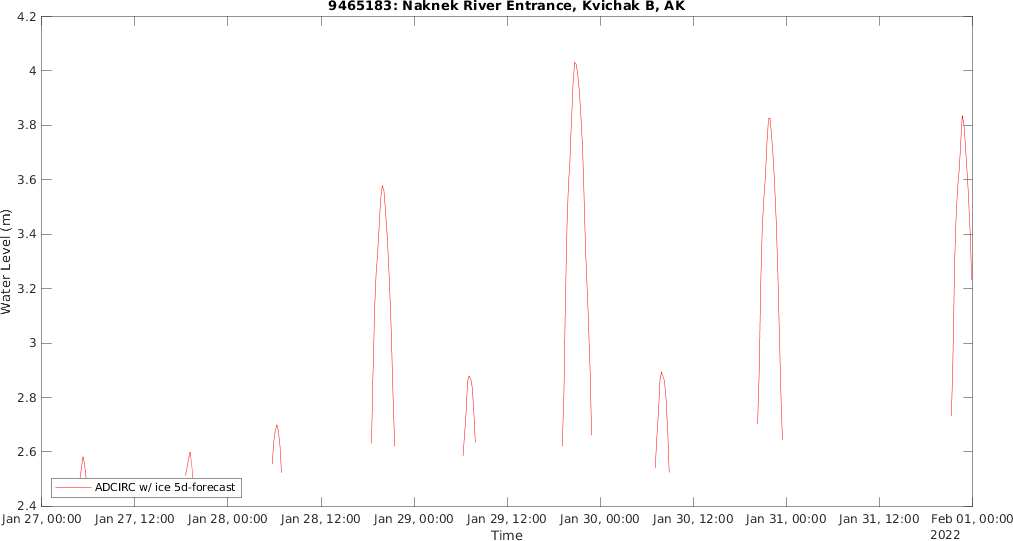 9465183: Naknek River Entrance, Kvichak B, AK
4.2
4
3.8
3.6
3.4
3.2
3
2.8
2.6
2.4
Water Level (m)
ADCIRC w/ ice 5d-forecast
Jan 27, 00:00 Jan 27, 12:00 Jan 28, 00:00 Jan 28, 12:00 Jan 29, 00:00 Jan 29, 12:00 Jan 30, 00:00 Jan 30, 12:00 Jan 31, 00:00 Jan 31, 12:00 Feb 01, 00:00
Time
2022